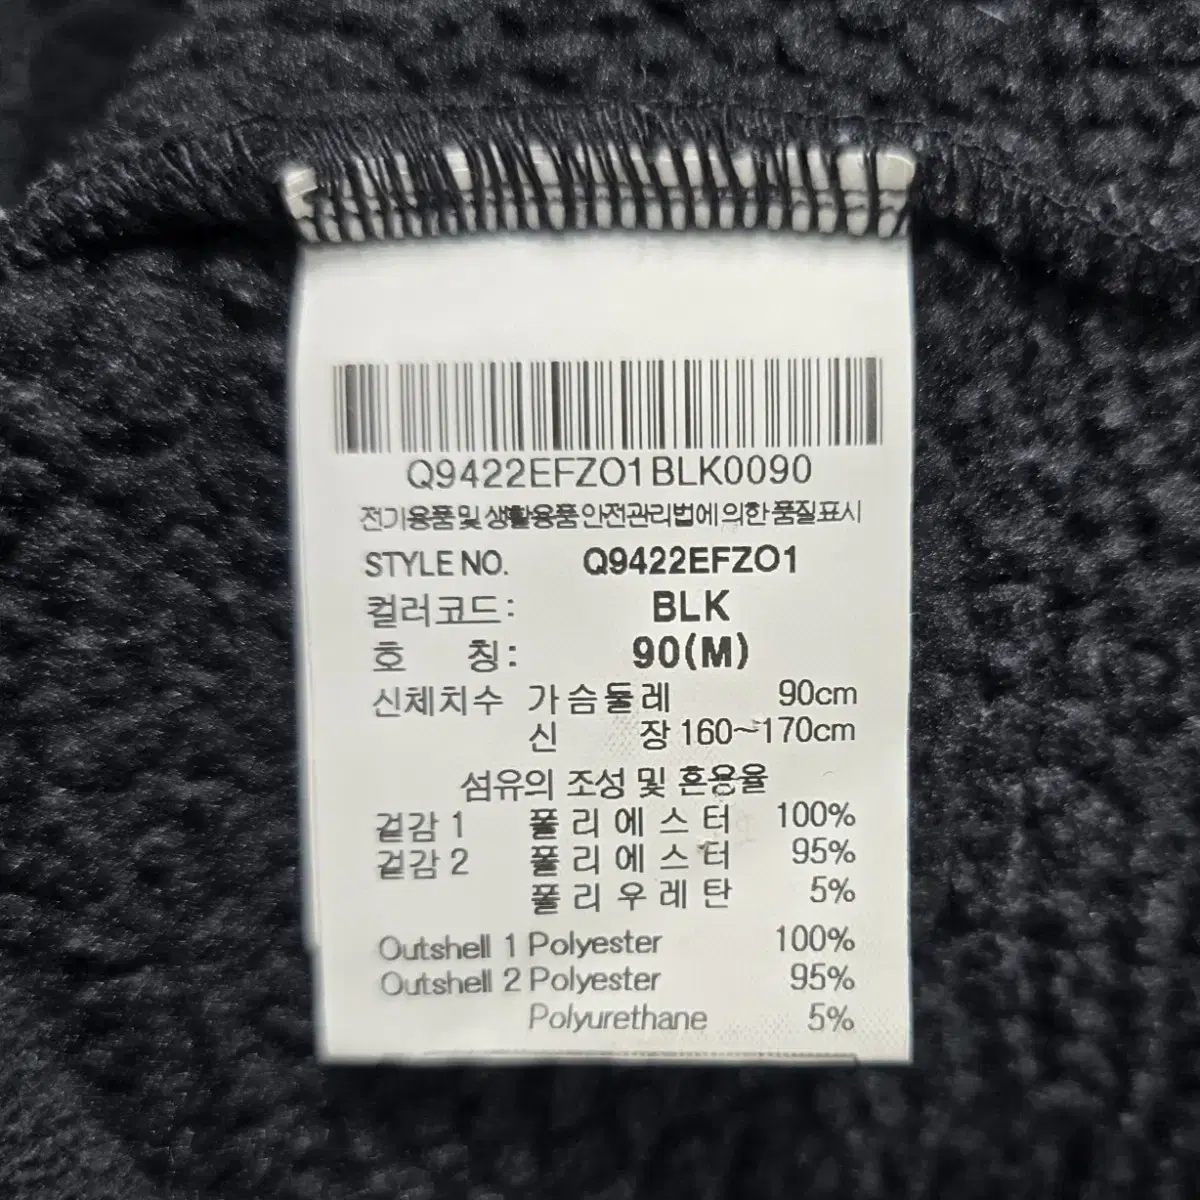 Q9422EFZO1BLK0090
전기용품 및 생활용품 안전관리법에 의한 품질표시
STYLE NO. Q9422EFZO1
컬러코드: BLK
호 칭: 90(M)
신체치수 가슴둘레 90cm
신 장 160~170cm
섬유의 조성 및 혼용율
겉감 1 폴리에스터 100%
겉감 2 폴리에스터 95%
폴리우레탄 5%
Outshell 1 Polyester 100%
Outshell 2 Polyester 95%
Polyurethane 5%